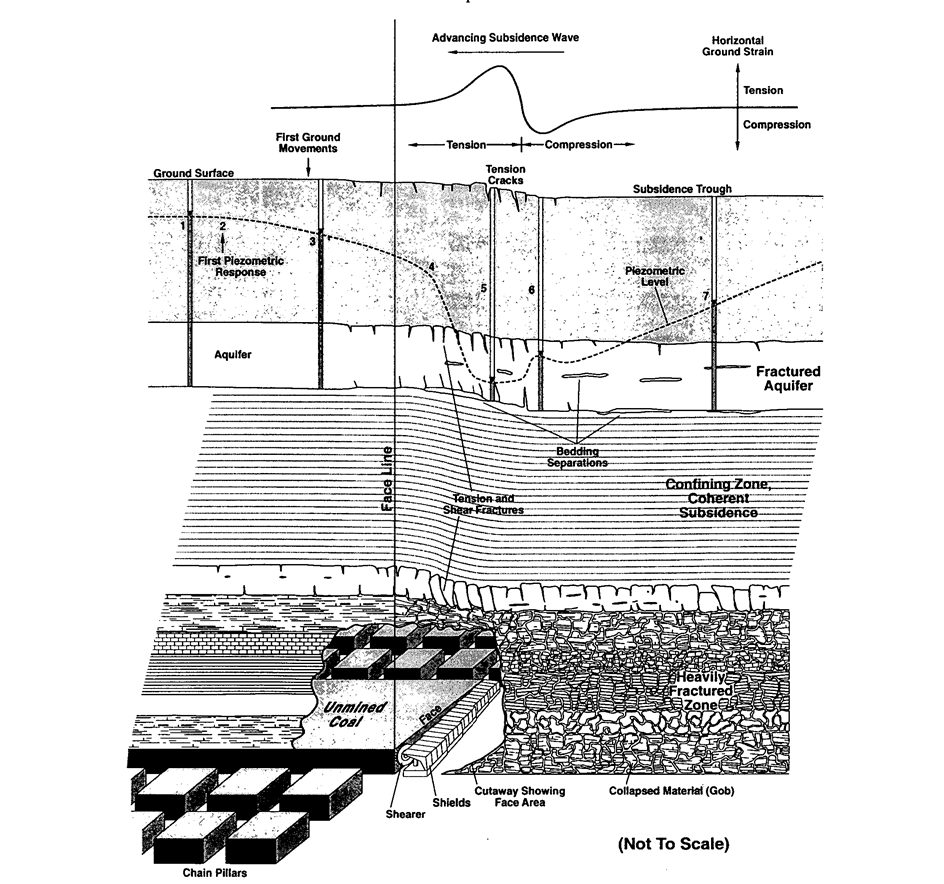 Advancing Subsidence Wave
Horizontal
Ground Strain
Tension
Compression
First Ground
Movements
Tension
Compression
Ground Surface
Tension
Cracks
Subsidence Trough
1
2
3
First Piezometric
Response
4
5
6
Piezometric
Level
7
Aquifer
Fractured
Aquifer
Bedding
Separations
Face Line
Tension and
Shear Fractures
Confining Zone,
Coherent
Subsidence
Heavily
Fractured
Zone
Unmined
Coal
Face
Shearer
Shields
Cutaway Showing
Face Area
Collapsed Material (Gob)
(Not To Scale)
Chain Pillars